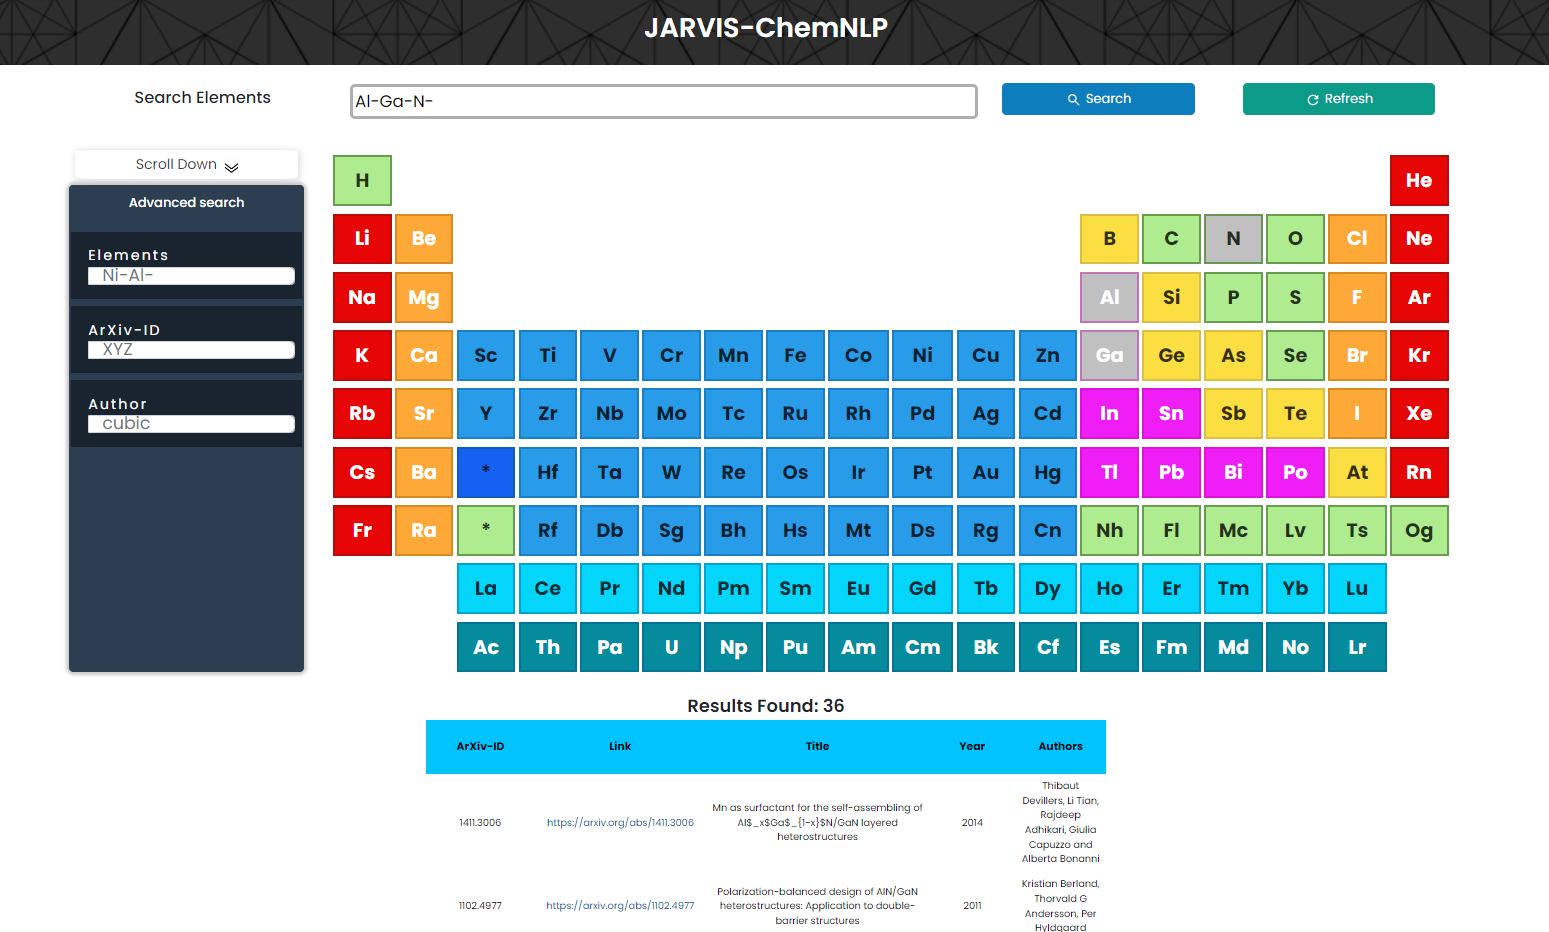 JARVIS-ChemNLP
Search Elements
Al-Ga-N-
Search
Refresh
Scroll Down
Advanced search
Elements
Ni-Al-
ArXiv-ID
XYZ
Author
cubic
H He
Li Be B C N O Cl Ne
Na Mg Al Si P S F Ar
K Ca Sc Ti V Cr Mn Fe Co Ni Cu Zn Ga Ge As Se Br Kr
Rb Sr Y Zr Nb Mo Tc Ru Rh Pd Ag Cd In Sn Sb Te I Xe
Cs Ba * Hf Ta W Re Os Ir Pt Au Hg Tl Pb Bi Po At Rn
Fr Ra * Rf Db Sg Bh Hs Mt Ds Rg Cn Nh Fl Mc Lv Ts Og
La Ce Pr Nd Pm Sm Eu Gd Tb Dy Ho Er Tm Yb Lu
Ac Th Pa U Np Pu Am Cm Bk Cf Es Fm Md No Lr
Results Found: 36
ArXiv-ID Link Title Year Authors
1411.3006
https://arxiv.org/abs/1411.3006
Mn as surfactant for the self-assembling of
Al$_x$Ga$_{1-x}$N/GaN layered
heterostructures
2014
Thibaut
Devillers, Li Tian,
Rajdeep
Adhikari, Giulia
Capuzzo and
Alberta Bonanni
1102.4977
https://arxiv.org/abs/1102.4977
Polarization-balanced design of AlN/GaN
heterostructures: Application to double-
barrier structures
2011
Kristian Berland,
Thorvald G
Andersson, Per
Hyldgaard